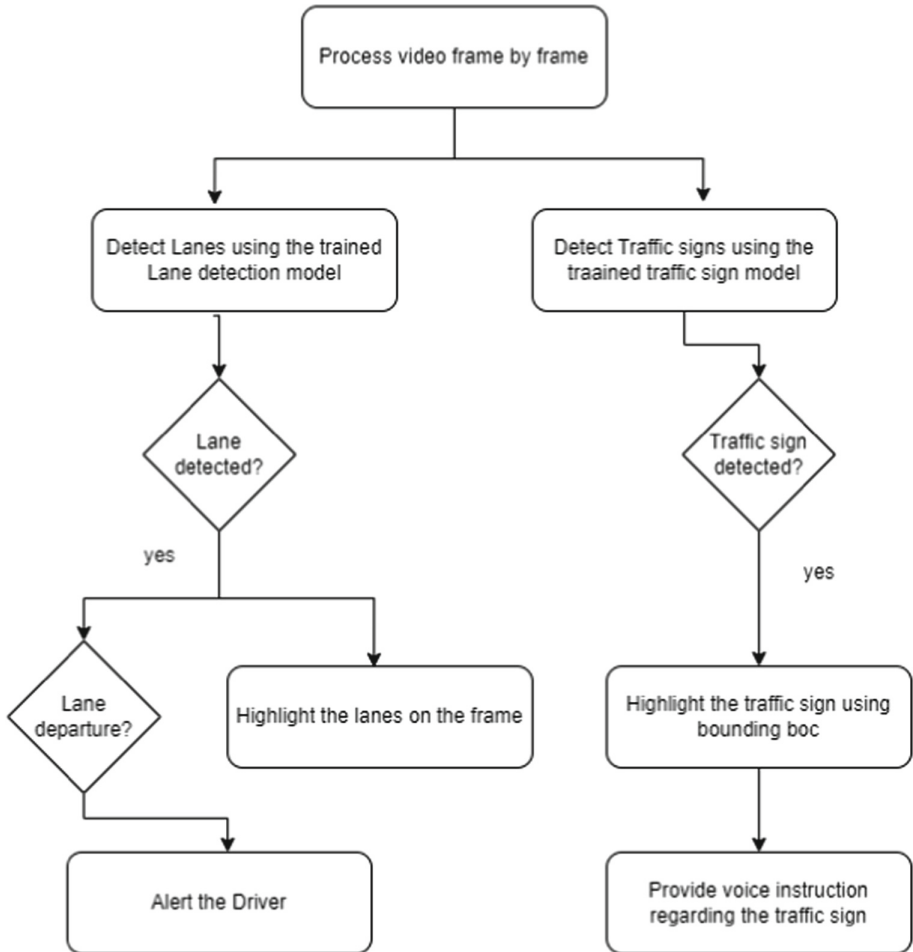 Process video frame by frame
Detect Lanes using the trained
Lane detection model
Detect Traffic signs using the
traained traffic sign model
Lane
detected?
Traffic sign
detected?
yes
yes
Lane
departure?
Highlight the lanes on the frame
Highlight the traffic sign using
bounding boc
Alert the Driver
Provide voice instruction
regarding the traffic sign